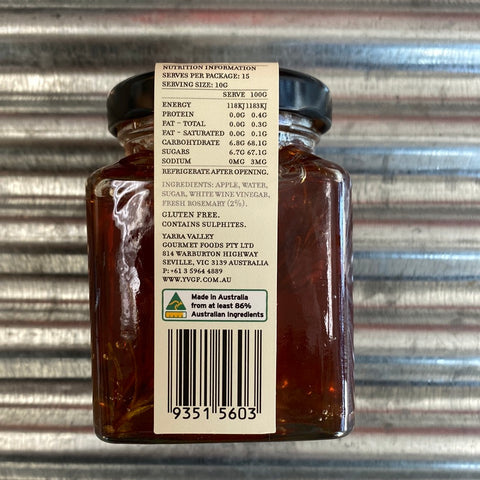 NUTRITION INFORMATION
SERVES PER PACKAGE: 15
SERVING SIZE: 10G
SERVE 100G
ENERGY 118KJ 1183KJ
PROTEIN 0.0G 0.4G
FAT - TOTAL 0.0G 0.3G
FAT - SATURATED 0.0G 0.1G
CARBOHYDRATE 6.8G 68.1G
SUGARS 6.7G 67.1G
SODIUM 0MG 3MG
REFRIGERATE AFTER OPENING.
INGREDIENTS: APPLE, WATER,
SUGAR, WHITE WINE VINEGAR,
FRESH ROSEMARY (2%).
GLUTEN FREE.
CONTAINS SULPHITES.
YARRA VALLEY
GOURMET FOODS PTY LTD
814 WARBURTON HIGHWAY
SEVILLE, VIC 3139 AUSTRALIA
P: +61 3 5964 4889
WWW.YVGF.COM.AU
Made in Australia
from at least 86%
Australian ingredients
9351 5603